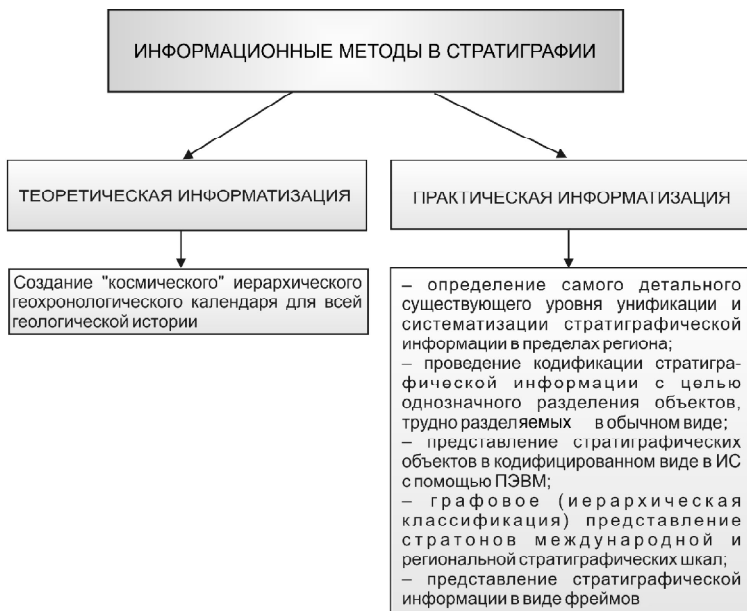 ИНФОРМАЦИОННЫЕ МЕТОДЫ В СТРАТИГРАФИИ
ТЕОРЕТИЧЕСКАЯ ИНФОРМАТИЗАЦИЯ
Создание "космического" иерархического
геохронологического календаря для всей
геологической истории
ПРАКТИЧЕСКАЯ ИНФОРМАТИЗАЦИЯ
– определение самого детального
существующего уровня унификации и
систематизации стратиграфической
информации в пределах региона;
– проведение кодификации стратигра-
фической информации с целью
однозначного разделения объектов,
трудно разделяемых в обычном виде;
– представление стратиграфических
объектов в кодифицированном виде в ИС
с помощью ПЭВМ;
– графовое (иерархическая
классификация) представление
стратонов международной и
региональной стратиграфических шкал;
– представление стратиграфической
информации в виде фреймов